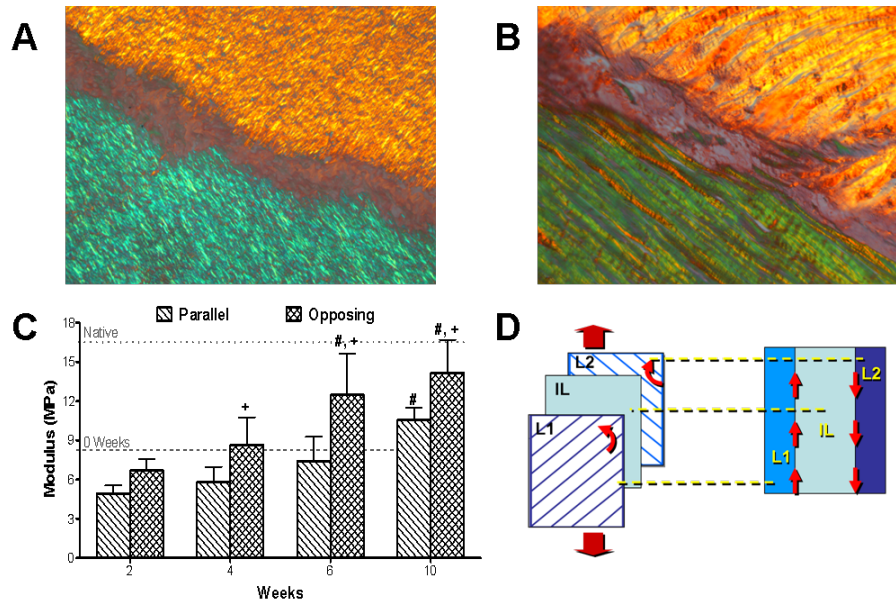 A
B
C
Parallel
Opposing
Modulus (MPa)
18
15
12
9
6
3
0
Native
0 Weeks
+
#, +
#
#, +
2
4
6
10
Weeks
D
L2
IL
L1
L2
IL
L1